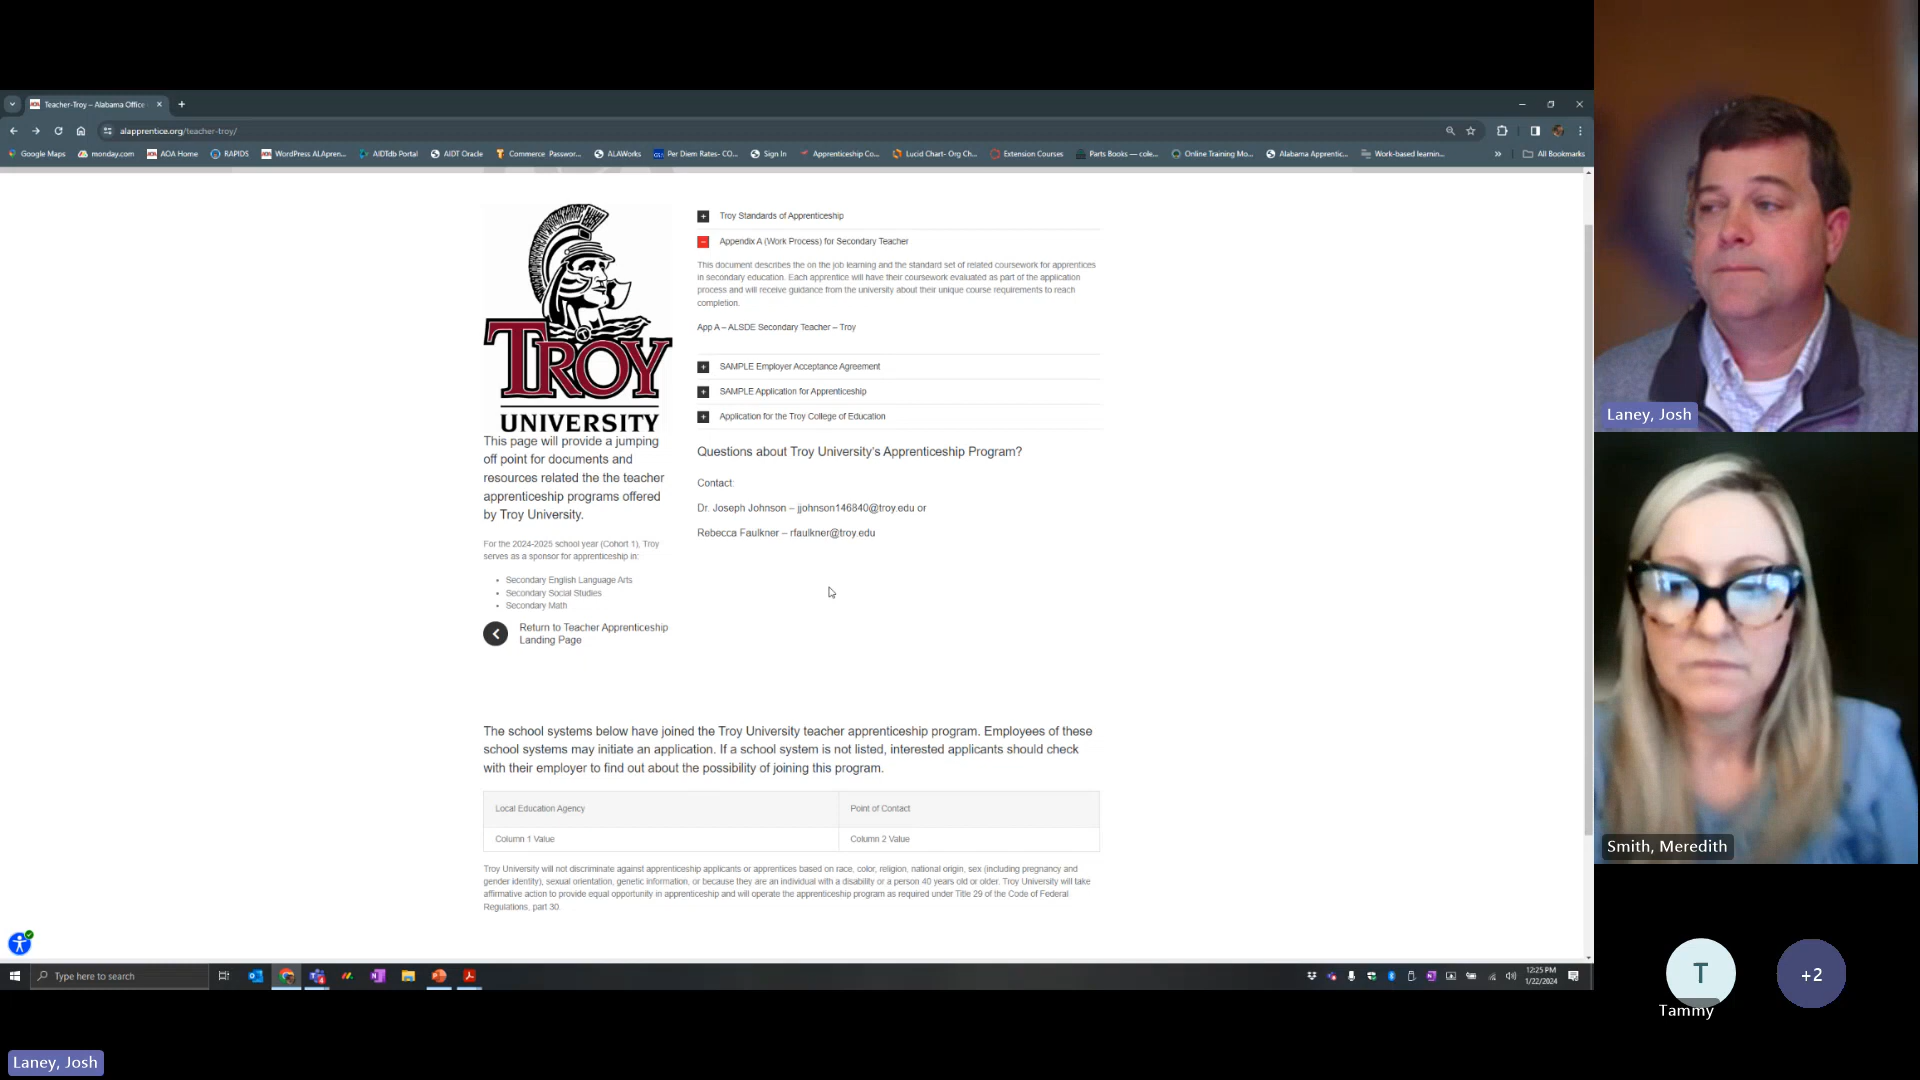 Teacher-Troy – Alabama Office
alapprentice.org/teacher-troy/
Google Maps
monday.com
AOA Home
RAPIDS
WordPress ALApren...
AIDTdb Portal
AIDT Oracle
Commerce Passwor...
ALAWorks
Per Diem Rates- CO...
Sign In
Apprenticeship Co...
Lucid Chart- Org Ch...
Extension Courses
Parts Books — cole...
Online Training Mo...
Alabama Apprentic...
Work-based learnin...
»
All Bookmarks
TROY
UNIVERSITY
This page will provide a jumping
off point for documents and
resources related the the teacher
apprenticeship programs offered
by Troy University.
For the 2024-2025 school year (Cohort 1), Troy
serves as a sponsor for apprenticeship in:
• Secondary English Language Arts
• Secondary Social Studies
• Secondary Math
Return to Teacher Apprenticeship
Landing Page
Troy Standards of Apprenticeship
Appendix A (Work Process) for Secondary Teacher
This document describes the on the job learning and the standard set of related coursework for apprentices
in secondary education. Each apprentice will have their coursework evaluated as part of the application
process and will receive guidance from the university about their unique course requirements to reach
completion.
App A – ALSDE Secondary Teacher – Troy
SAMPLE Employer Acceptance Agreement
SAMPLE Application for Apprenticeship
Application for the Troy College of Education
Questions about Troy University's Apprenticeship Program?
Contact:
Dr. Joseph Johnson – jjohnson146840@troy.edu or
Rebecca Faulkner – rfaulkner@troy.edu
The school systems below have joined the Troy University teacher apprenticeship program. Employees of these
school systems may initiate an application. If a school system is not listed, interested applicants should check
with their employer to find out about the possibility of joining this program.
Local Education Agency Point of Contact
Column 1 Value Column 2 Value
Troy University will not discriminate against apprenticeship applicants or apprentices based on race, color, religion, national origin, sex (including pregnancy and
gender identity), sexual orientation, genetic information, or because they are an individual with a disability or a person 40 years old or older. Troy University will take
affirmative action to provide equal opportunity in apprenticeship and will operate the apprenticeship program as required under Title 29 of the Code of Federal
Regulations, part 30.
Type here to search
12:25 PM
1/22/2024
Laney, Josh
Smith, Meredith
T
Tammy
+2
Laney, Josh